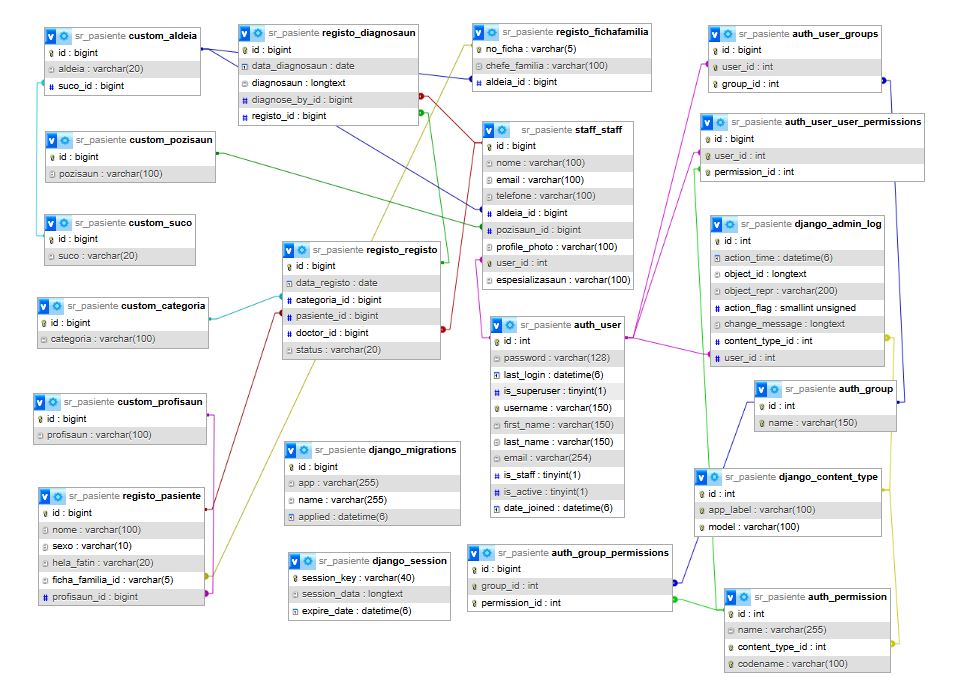 sr_pasiente custom_aldeia
id : bigint
aldeia : varchar(20)
suco_id : bigint
sr_pasiente registo_diagnosaun
id : bigint
data_diagnosaun : date
diagnosaun : longtext
diagnose_by_id : bigint
registo_id : bigint
sr_pasiente registo_fichafamilia
no_ficha : varchar(5)
chefe_familia : varchar(100)
aldeia_id : bigint
sr_pasiente auth_user_groups
id : bigint
user_id : int
group_id : int
sr_pasiente custom_pozisaun
id : bigint
pozisaun : varchar(100)
sr_pasiente staff_staff
id : bigint
nome : varchar(100)
email : varchar(100)
telefone : varchar(100)
aldeia_id : bigint
pozisaun_id : bigint
profile_photo : varchar(100)
user_id : int
espesializasaun : varchar(100)
sr_pasiente auth_user_user_permissions
id : bigint
user_id : int
permission_id : int
sr_pasiente custom_suco
id : bigint
suco : varchar(20)
sr_pasiente registo_registo
id : bigint
data_registo : date
categoria_id : bigint
pasiente_id : bigint
doctor_id : bigint
status : varchar(20)
sr_pasiente django_admin_log
id : int
action_time : datetime(6)
object_id : longtext
object_repr : varchar(200)
action_flag : smallint unsigned
change_message : longtext
content_type_id : int
user_id : int
sr_pasiente custom_categoria
id : bigint
categoria : varchar(100)
sr_pasiente auth_user
id : int
password : varchar(128)
last_login : datetime(6)
is_superuser : tinyint(1)
username : varchar(150)
first_name : varchar(150)
last_name : varchar(150)
email : varchar(254)
is_staff : tinyint(1)
is_active : tinyint(1)
date_joined : datetime(6)
sr_pasiente auth_group
id : int
name : varchar(150)
sr_pasiente custom_profisaun
id : bigint
profisaun : varchar(100)
sr_pasiente django_migrations
id : bigint
app : varchar(255)
name : varchar(255)
applied : datetime(6)
sr_pasiente django_content_type
id : int
app_label : varchar(100)
model : varchar(100)
sr_pasiente registo_pasiente
id : bigint
nome : varchar(100)
sexo : varchar(10)
hela_fatin : varchar(20)
ficha_familia_id : varchar(5)
profisaun_id : bigint
sr_pasiente django_session
session_key : varchar(40)
session_data : longtext
expire_date : datetime(6)
sr_pasiente auth_group_permissions
id : bigint
group_id : int
permission_id : int
sr_pasiente auth_permission
id : int
name : varchar(255)
content_type_id : int
codename : varchar(100)